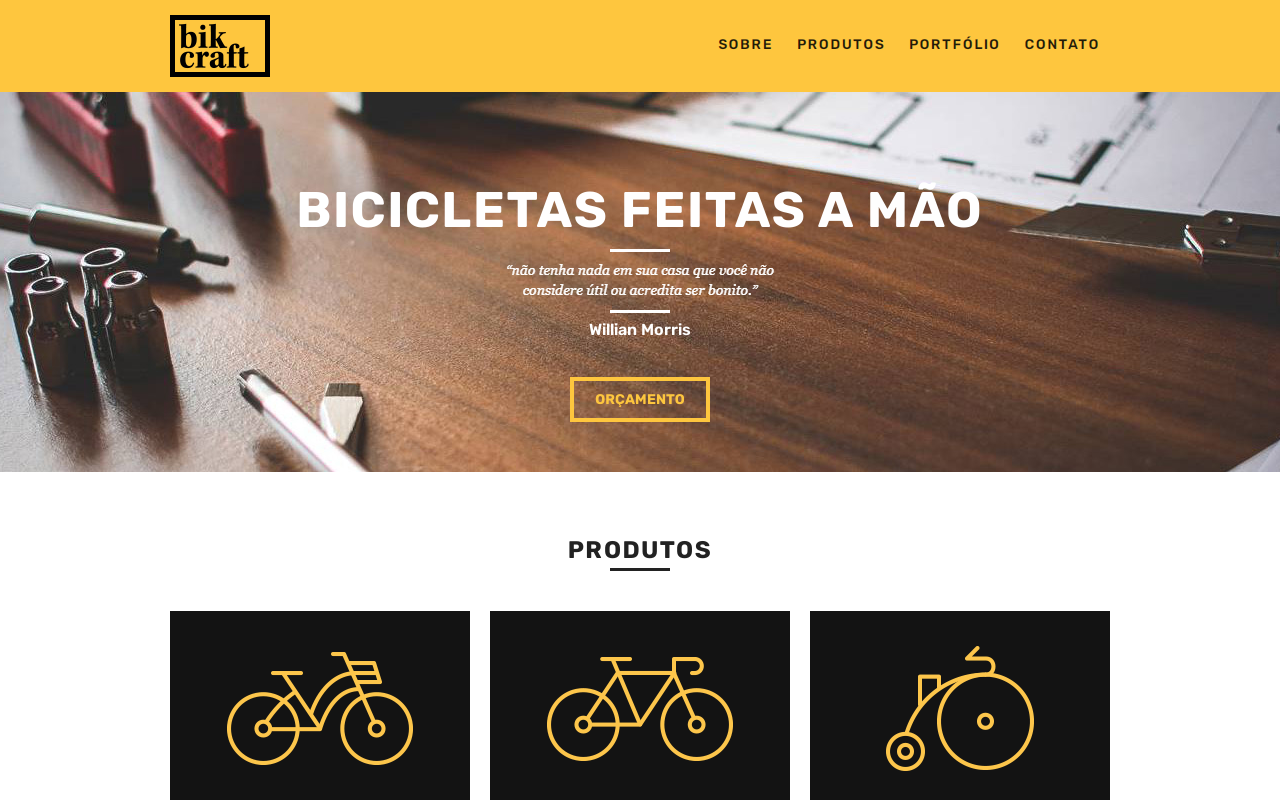 bik
craft
SOBRE PRODUTOS PORTFÓLIO CONTATO
BICICLETAS FEITAS A MÃO
“não tenha nada em sua casa que você não
considere útil ou acredita ser bonito.”
Willian Morris
ORÇAMENTO
PRODUTOS